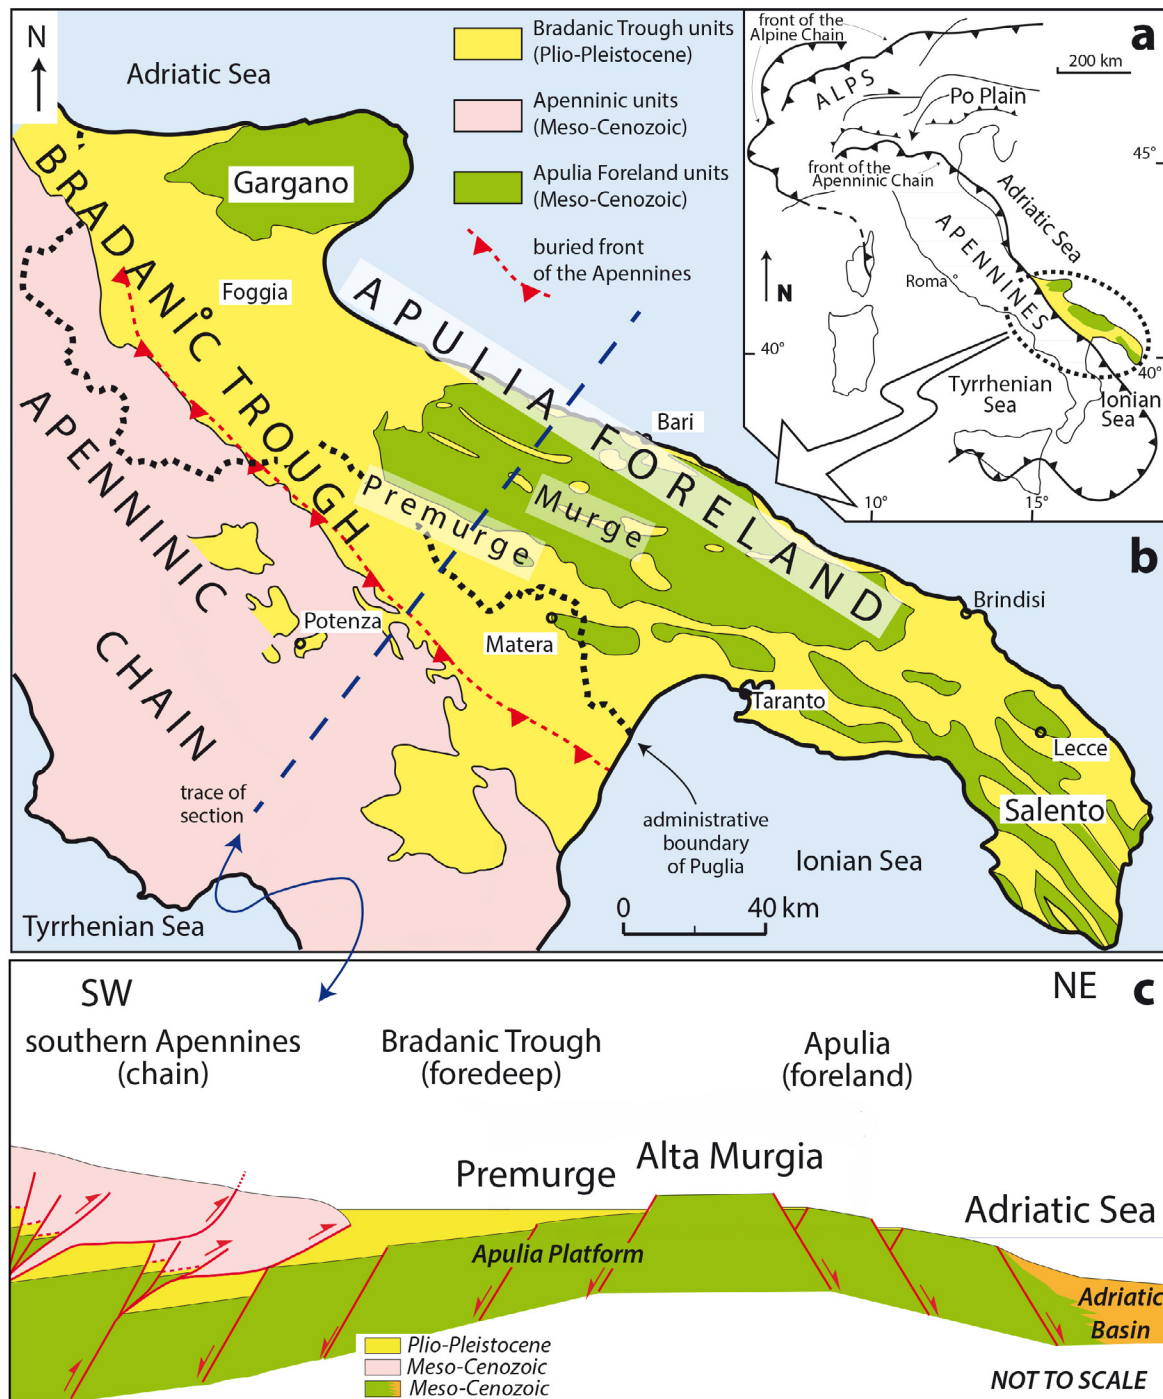 N
Adriatic Sea
Bradanic Trough units
(Plio-Pleistocene)
Apenninic units
(Meso-Cenozoic)
Apulia Foreland units
(Meso-Cenozoic)
buried front
of the Apennines
BRADANIC TROUGH
Gargano
Foggia
APULIA FORELAND
Bari
Premurge
Murge
APENNINIC
CHAIN
Potenza
Matera
Taranto
Brindisi
Lecce
Salento
trace of
section
administrative
boundary
of Puglia
Ionian Sea
Tyrrhenian Sea
0 40 km
b
a
front of the
Alpine Chain
200 km
ALPS
Po Plain
front of the
Apenninic Chain
45°
Adriatic Sea
APENNINES
Roma
N
40°
40°
Tyrrhenian
Sea
Ionian
Sea
10°
15°
SW
NE
c
southern Apennines
(chain)
Bradanic Trough
(foredeep)
Apulia
(foreland)
Premurge
Alta Murgia
Adriatic Sea
Apulia Platform
Adriatic
Basin
Plio-Pleistocene
Meso-Cenozoic
Meso-Cenozoic
NOT TO SCALE